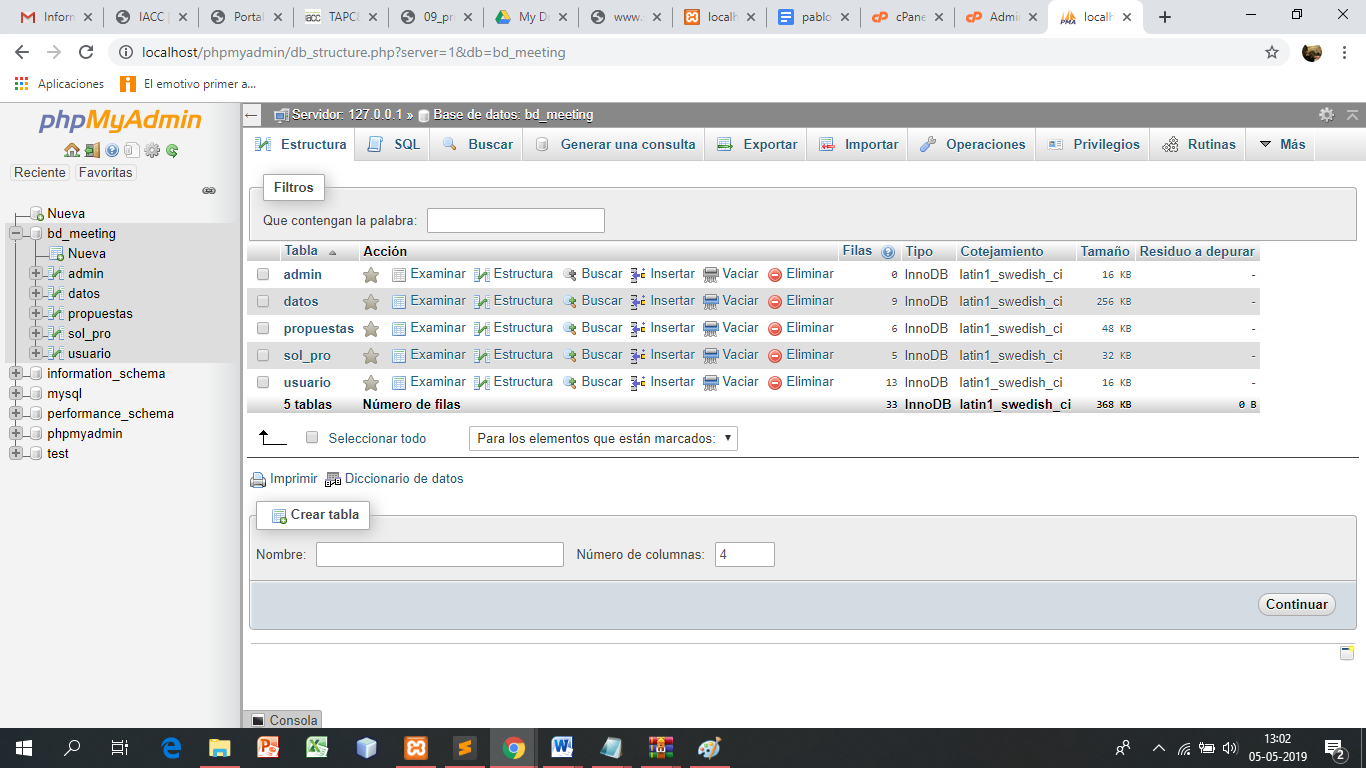 Inform
IACC
Portal
TAPC
09_pr
My D
www.
localh
pablo
cPane
Admin
localh
localhost/phpmyadmin/db_structure.php?server=1&db=bd_meeting
Aplicaciones El emotivo primer a...
phpMyAdmin
Reciente Favoritas
Nueva
bd_meeting
Nueva
admin
datos
propuestas
sol_pro
usuario
information_schema
mysql
performance_schema
phpmyadmin
test
Servidor: 127.0.0.1 » Base de datos: bd_meeting
Estructura SQL Buscar Generar una consulta Exportar Importar Operaciones Privilegios Rutinas Más
Filtros
Que contengan la palabra:
Tabla Acción Filas Tipo Cotejamiento Tamaño Residuo a depurar
admin Examinar Estructura Buscar Insertar Vaciar Eliminar 0 InnoDB latin1_swedish_ci 16 KB -
datos Examinar Estructura Buscar Insertar Vaciar Eliminar 9 InnoDB latin1_swedish_ci 256 KB -
propuestas Examinar Estructura Buscar Insertar Vaciar Eliminar 6 InnoDB latin1_swedish_ci 48 KB -
sol_pro Examinar Estructura Buscar Insertar Vaciar Eliminar 5 InnoDB latin1_swedish_ci 32 KB -
usuario Examinar Estructura Buscar Insertar Vaciar Eliminar 13 InnoDB latin1_swedish_ci 16 KB -
5 tablas Número de filas 33 InnoDB latin1_swedish_ci 368 KB 0 B
Seleccionar todo Para los elementos que están marcados:
Imprimir Diccionario de datos
Crear tabla
Nombre: Número de columnas: 4
Continuar
Consola
13:02
05-05-2019
2